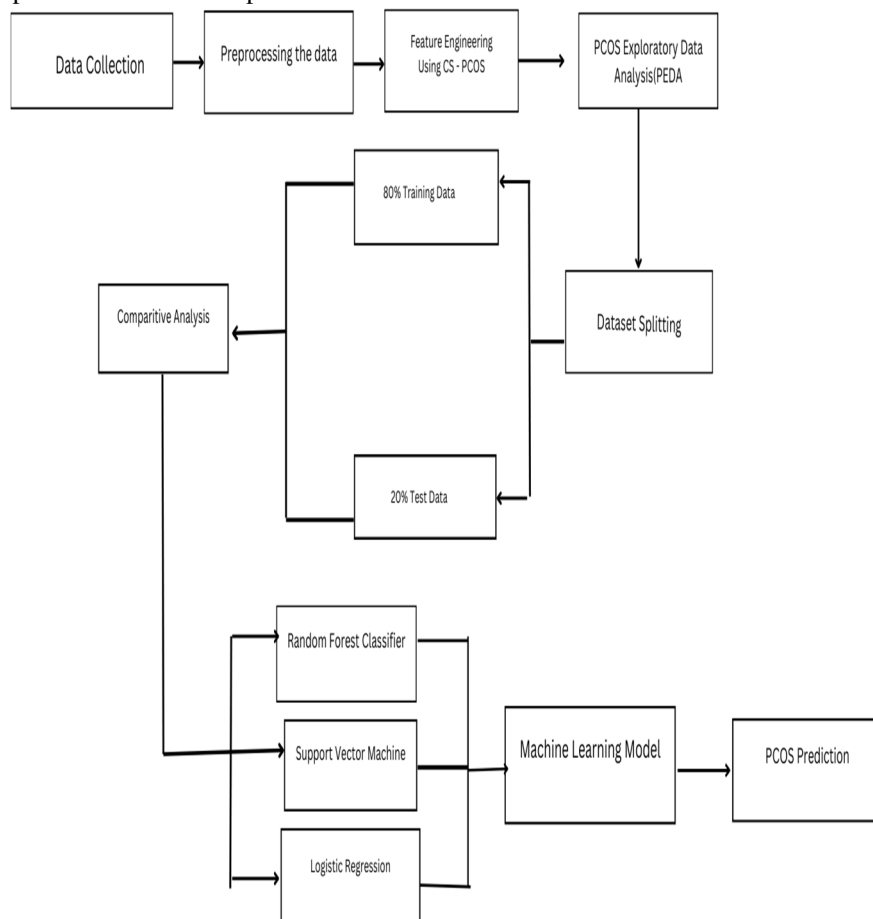 Data Collection
Preprocessing the data
Feature Engineering
Using CS - PCOS
PCOS Exploratory Data
Analysis(PEDA
80% Training Data
Comparitive Analysis
Dataset Splitting
20% Test Data
Random Forest Classifier
Support Vector Machine
Machine Learning Model
PCOS Prediction
Logistic Regression